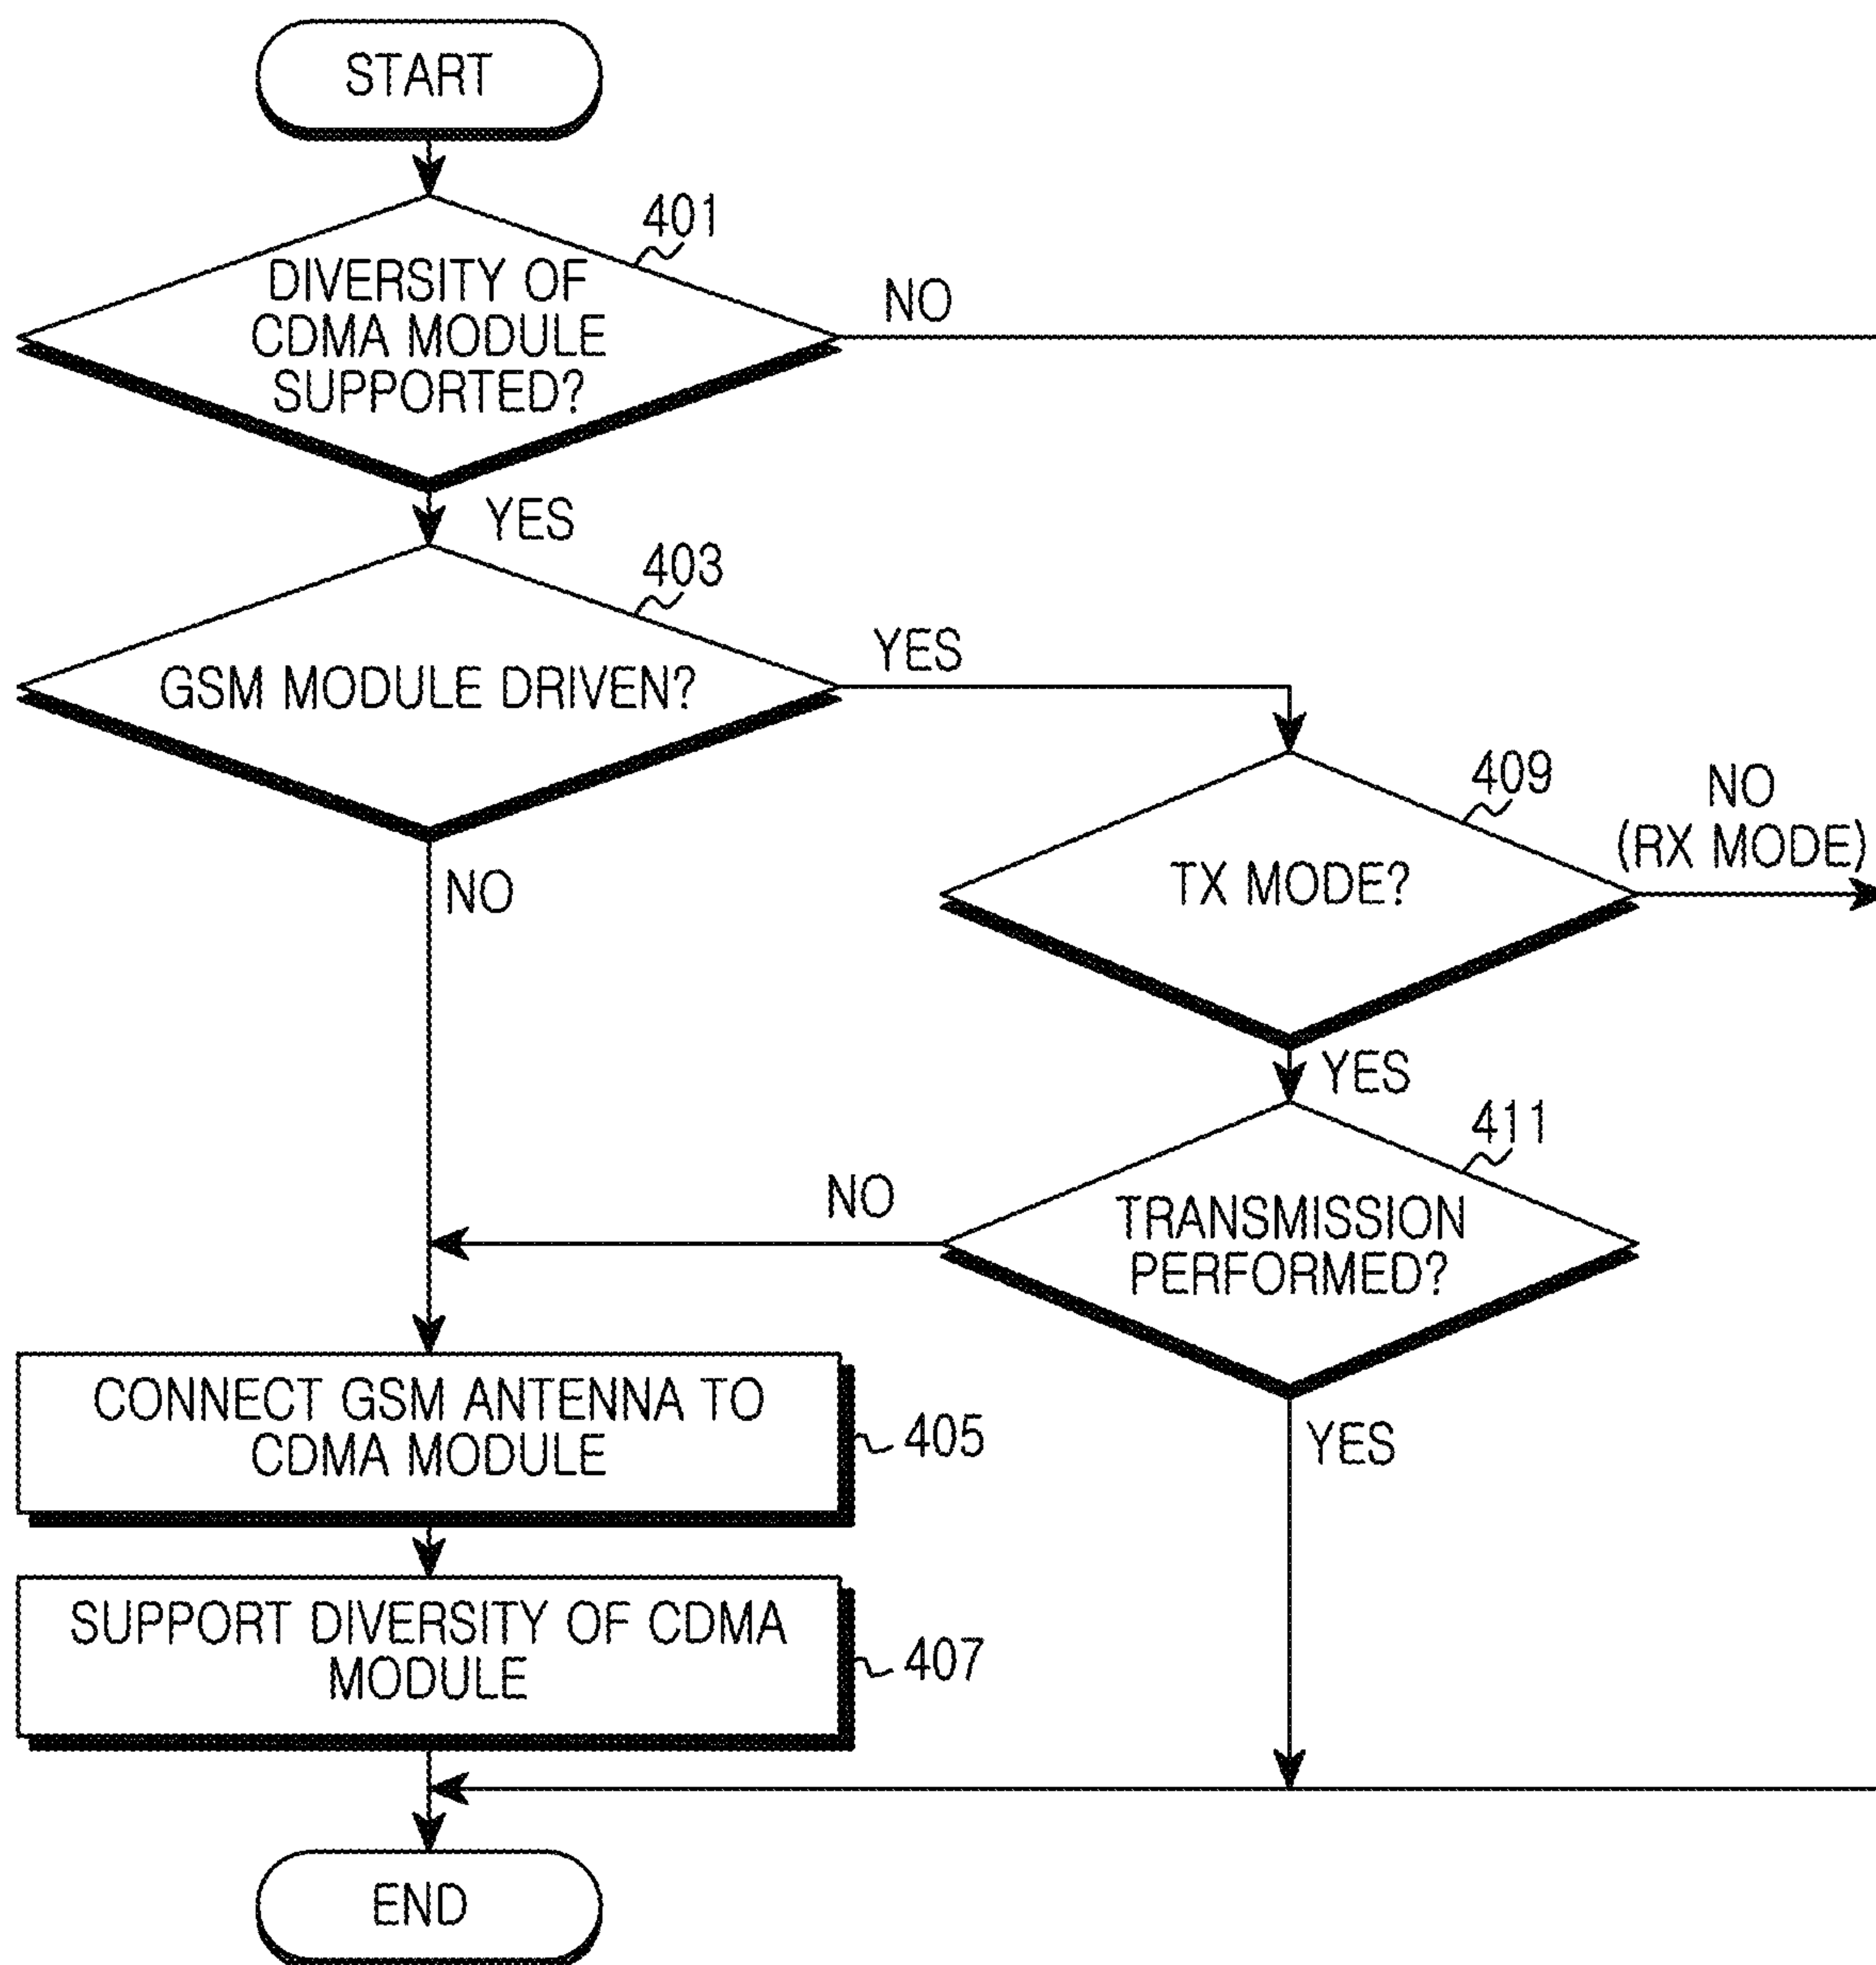 START
401
DIVERSITY OF
CDMA MODULE
SUPPORTED?
NO
YES
403
GSM MODULE DRIVEN?
YES
NO
409
TX MODE?
NO
(RX MODE)
YES
411
TRANSMISSION
PERFORMED?
NO
YES
CONNECT GSM ANTENNA TO
CDMA MODULE
405
SUPPORT DIVERSITY OF CDMA
MODULE
407
END